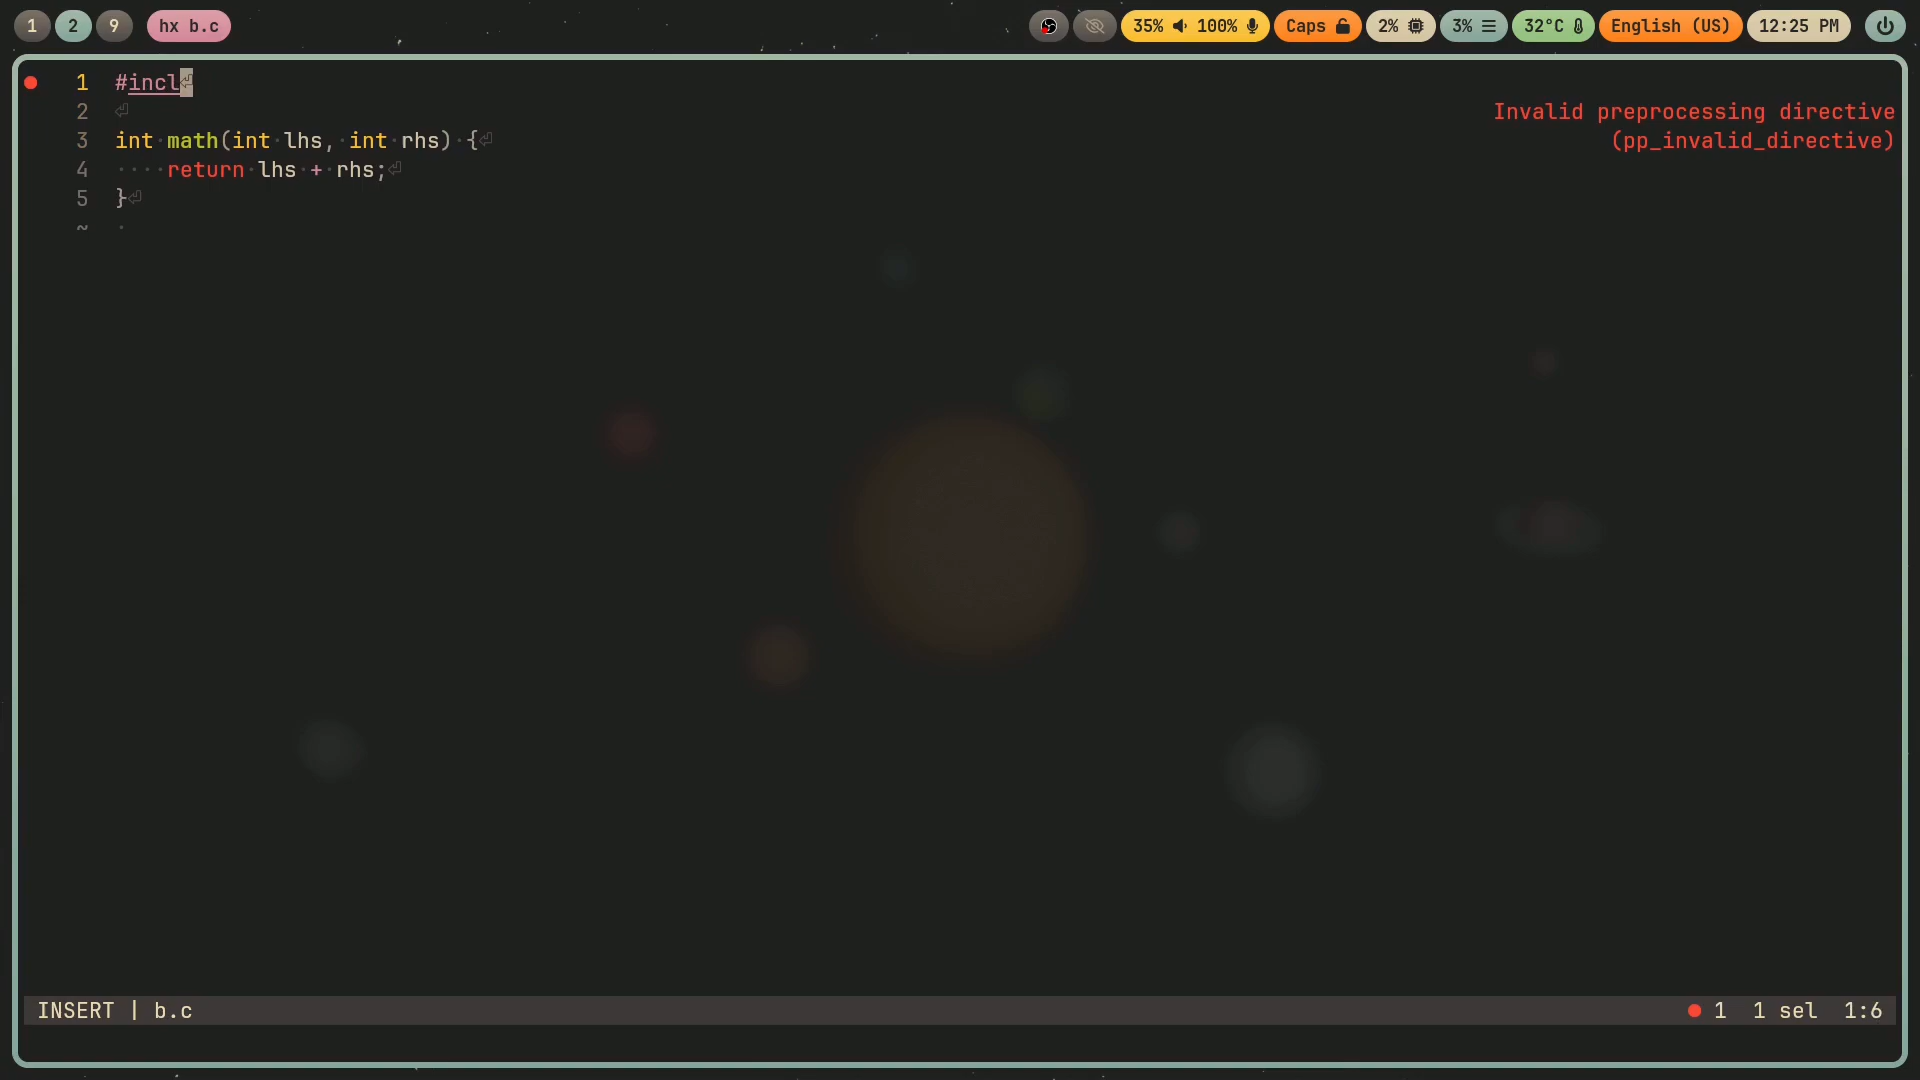 1 2 9 hx b.c 35% 100% Caps 2% 3% 32°C English (US) 12:25 PM
1 #incl
2
Invalid preprocessing directive
3 int math(int lhs, int rhs) {
(pp_invalid_directive)
4 return lhs + rhs;
5 }
~
INSERT | b.c 1 1 sel 1:6